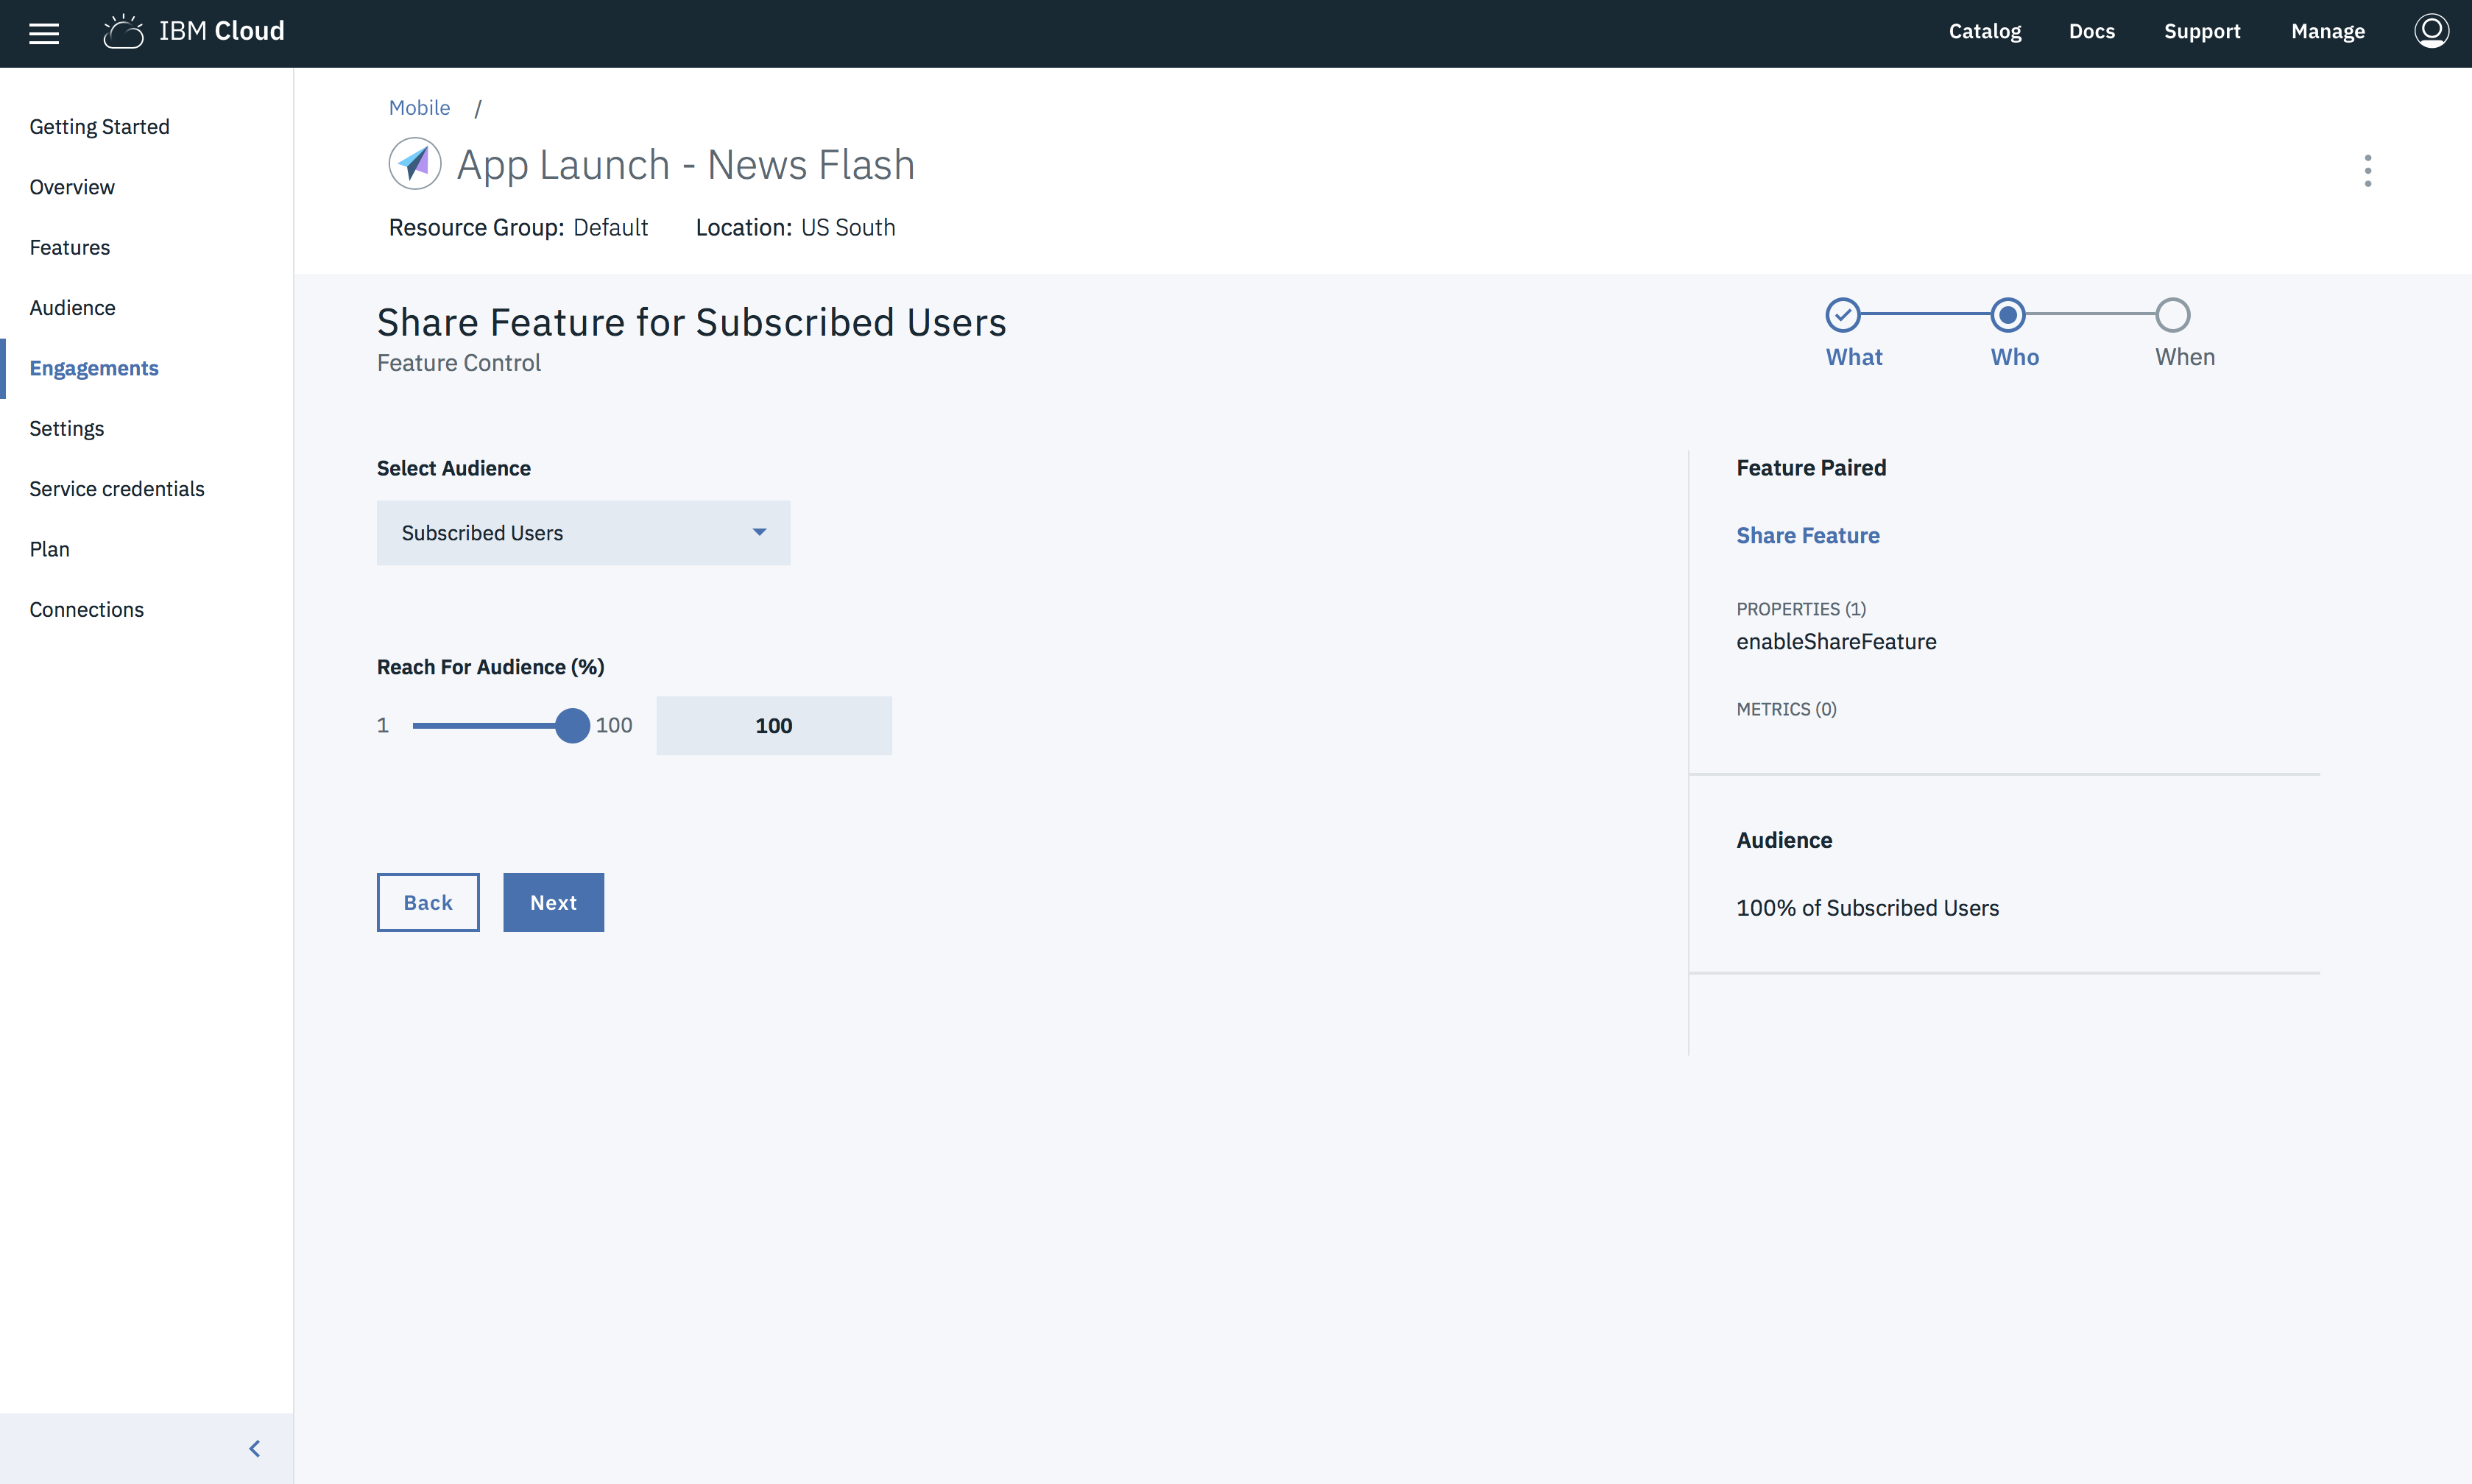 IBM Cloud
Catalog
Docs
Support
Manage
Getting Started
Overview
Features
Audience
Engagements
Settings
Service credentials
Plan
Connections
Mobile /
App Launch - News Flash
Resource Group: Default Location: US South
Share Feature for Subscribed Users
Feature Control
What
Who
When
Select Audience
Subscribed Users
Reach For Audience (%)
1 100 100
Back
Next
Feature Paired
Share Feature
PROPERTIES (1)
enableShareFeature
METRICS (0)
Audience
100% of Subscribed Users